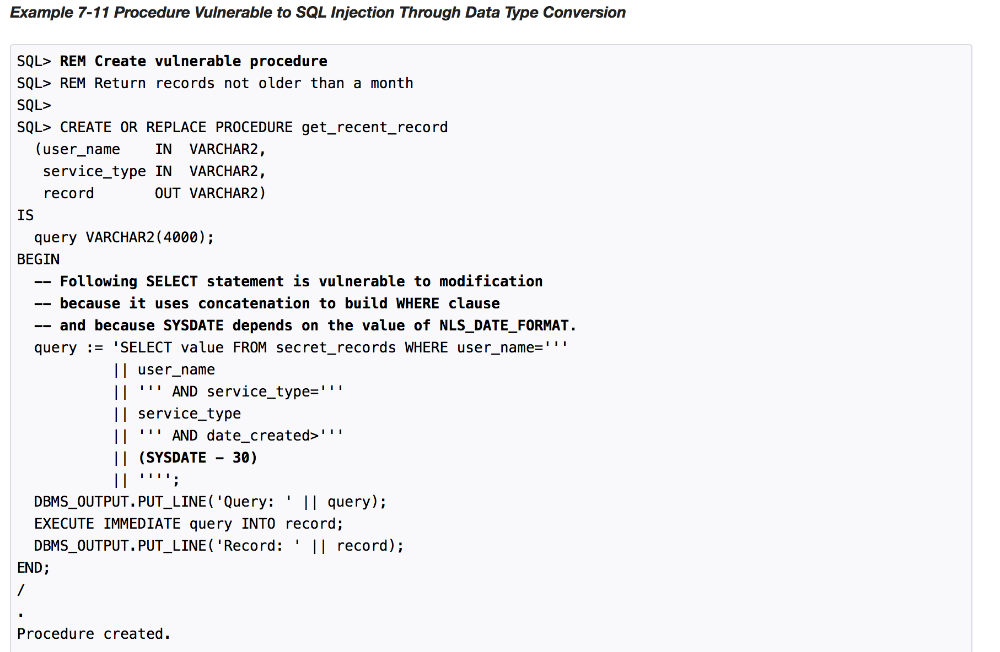 Example 7-11 Procedure Vulnerable to SQL Injection Through Data Type Conversion
SQL> REM Create vulnerable procedure
SQL> REM Return records not older than a month
SQL>
SQL> CREATE OR REPLACE PROCEDURE get_recent_record
  (user_name    IN  VARCHAR2,
   service_type IN  VARCHAR2,
   record       OUT VARCHAR2)
IS
  query VARCHAR2(4000);
BEGIN
  -- Following SELECT statement is vulnerable to modification
  -- because it uses concatenation to build WHERE clause
  -- and because SYSDATE depends on the value of NLS_DATE_FORMAT.
  query := 'SELECT value FROM secret_records WHERE user_name='''
           || user_name
           || ''' AND service_type='''
           || service_type
           || ''' AND date_created>'''
           || (SYSDATE - 30)
           || '''';
  DBMS_OUTPUT.PUT_LINE('Query: ' || query);
  EXECUTE IMMEDIATE query INTO record;
  DBMS_OUTPUT.PUT_LINE('Record: ' || record);
END;
/
.
Procedure created.